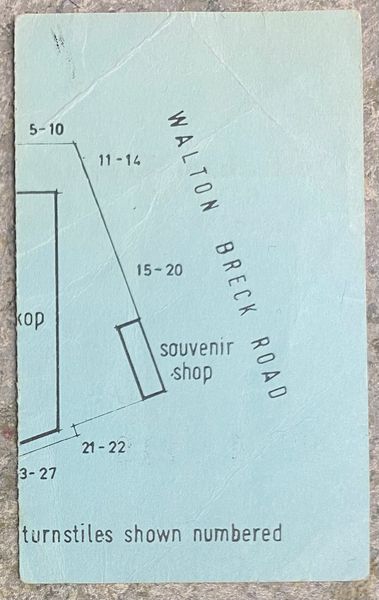 5-10
11-14
WALTON BRECK ROAD
15-20
kop
souvenir
shop
21-22
3-27
turnstiles shown numbered